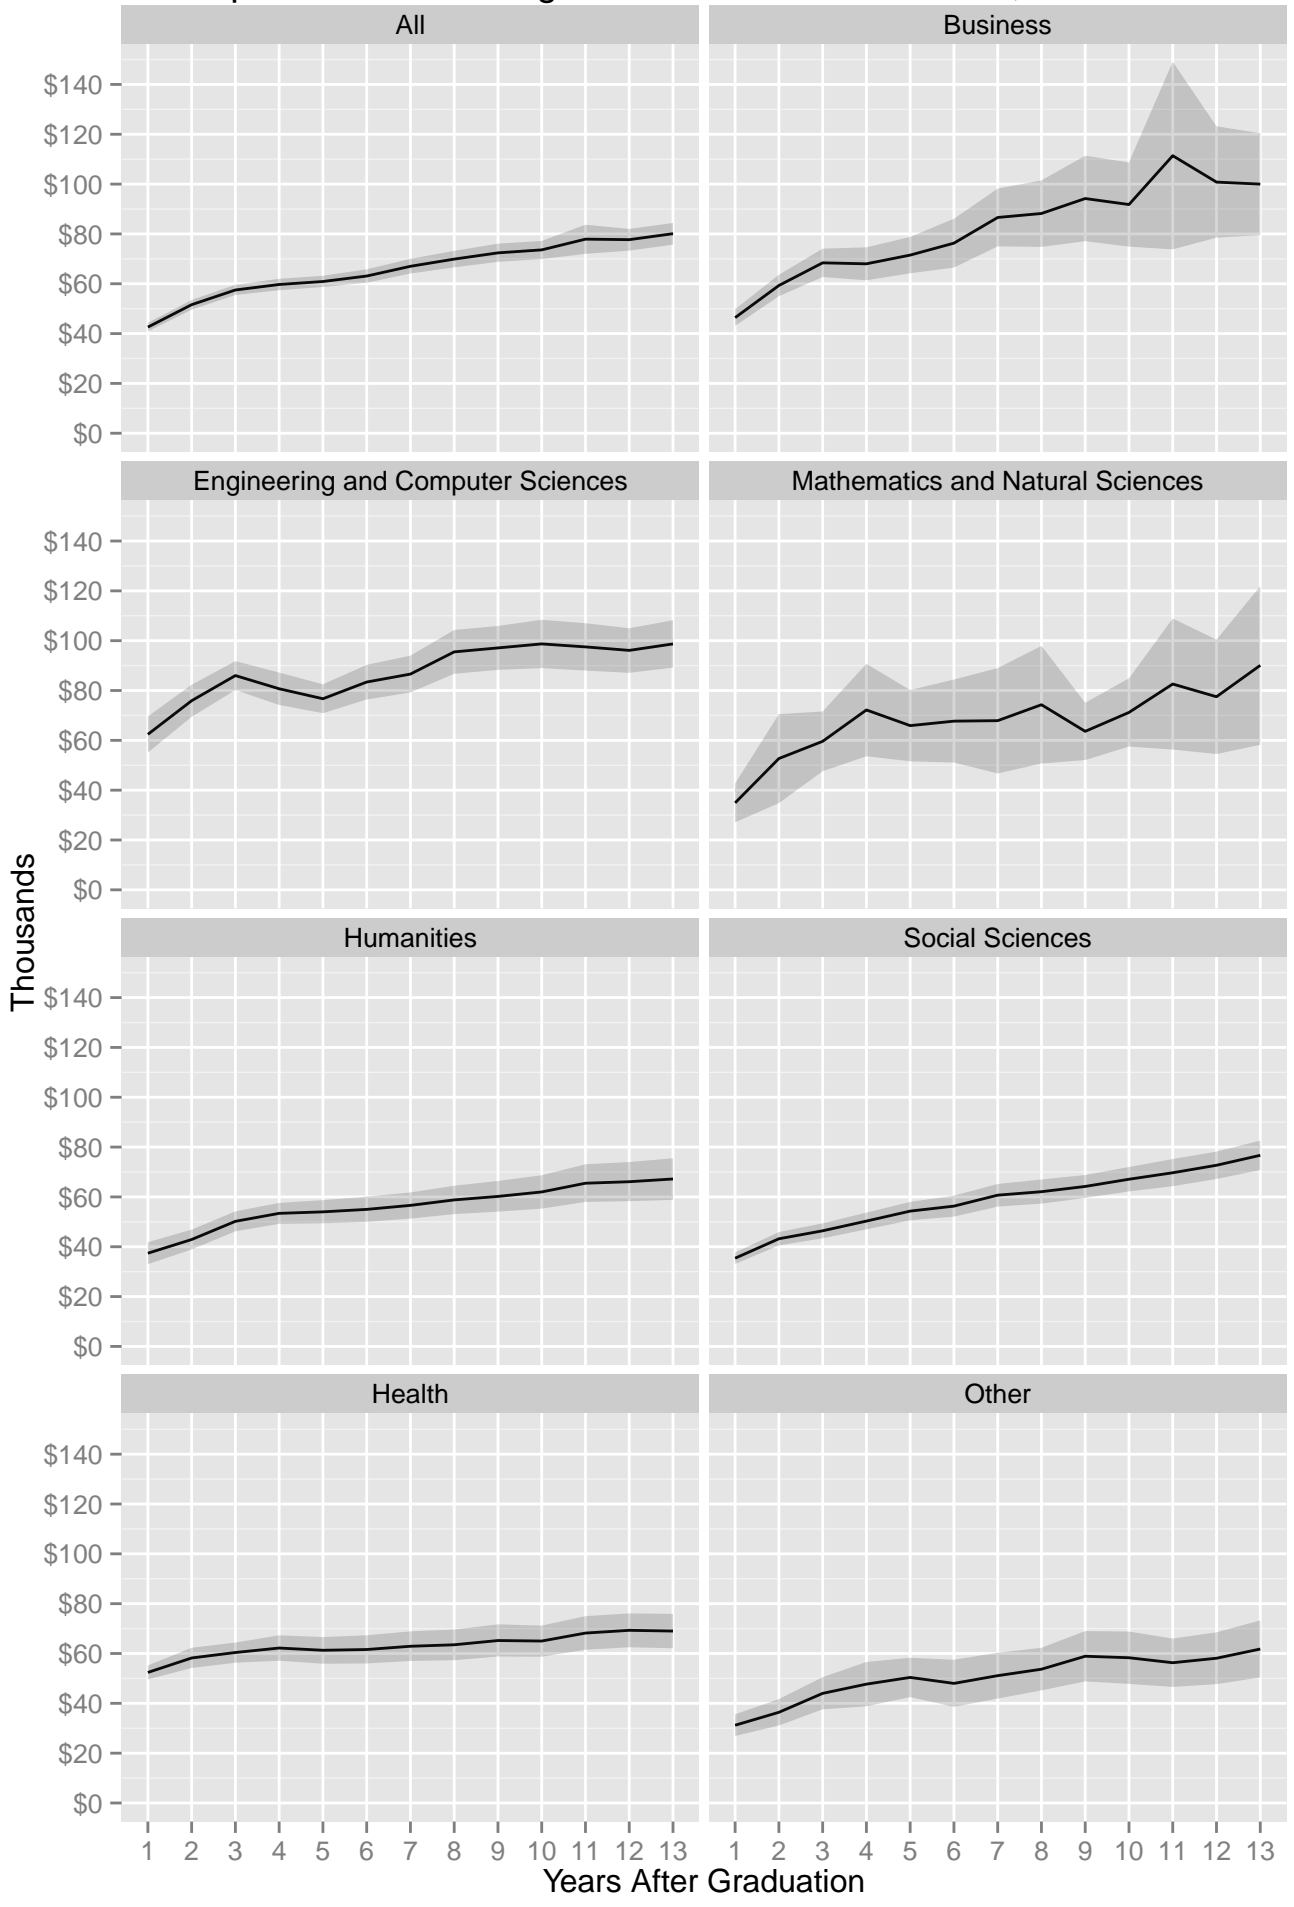 All
Business
$140
$120
$100
$80
$60
$40
$20
$0
Engineering and Computer Sciences
Mathematics and Natural Sciences
$140
$120
$100
$80
$60
$40
$20
$0
Thousands
Humanities
Social Sciences
$140
$120
$100
$80
$60
$40
$20
$0
Health
Other
$140
$120
$100
$80
$60
$40
$20
$0
1 2 3 4 5 6 7 8 9 10 11 12 13
1 2 3 4 5 6 7 8 9 10 11 12 13
Years After Graduation